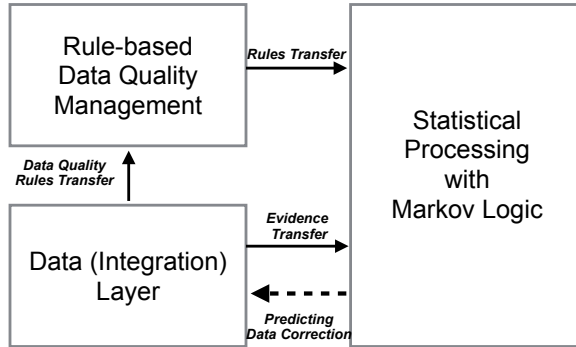 Rule-based
Data Quality
Management
Rules Transfer
Statistical
Processing
with
Markov Logic
Data Quality
Rules Transfer
Data (Integration)
Layer
Evidence
Transfer
Predicting
Data Correction